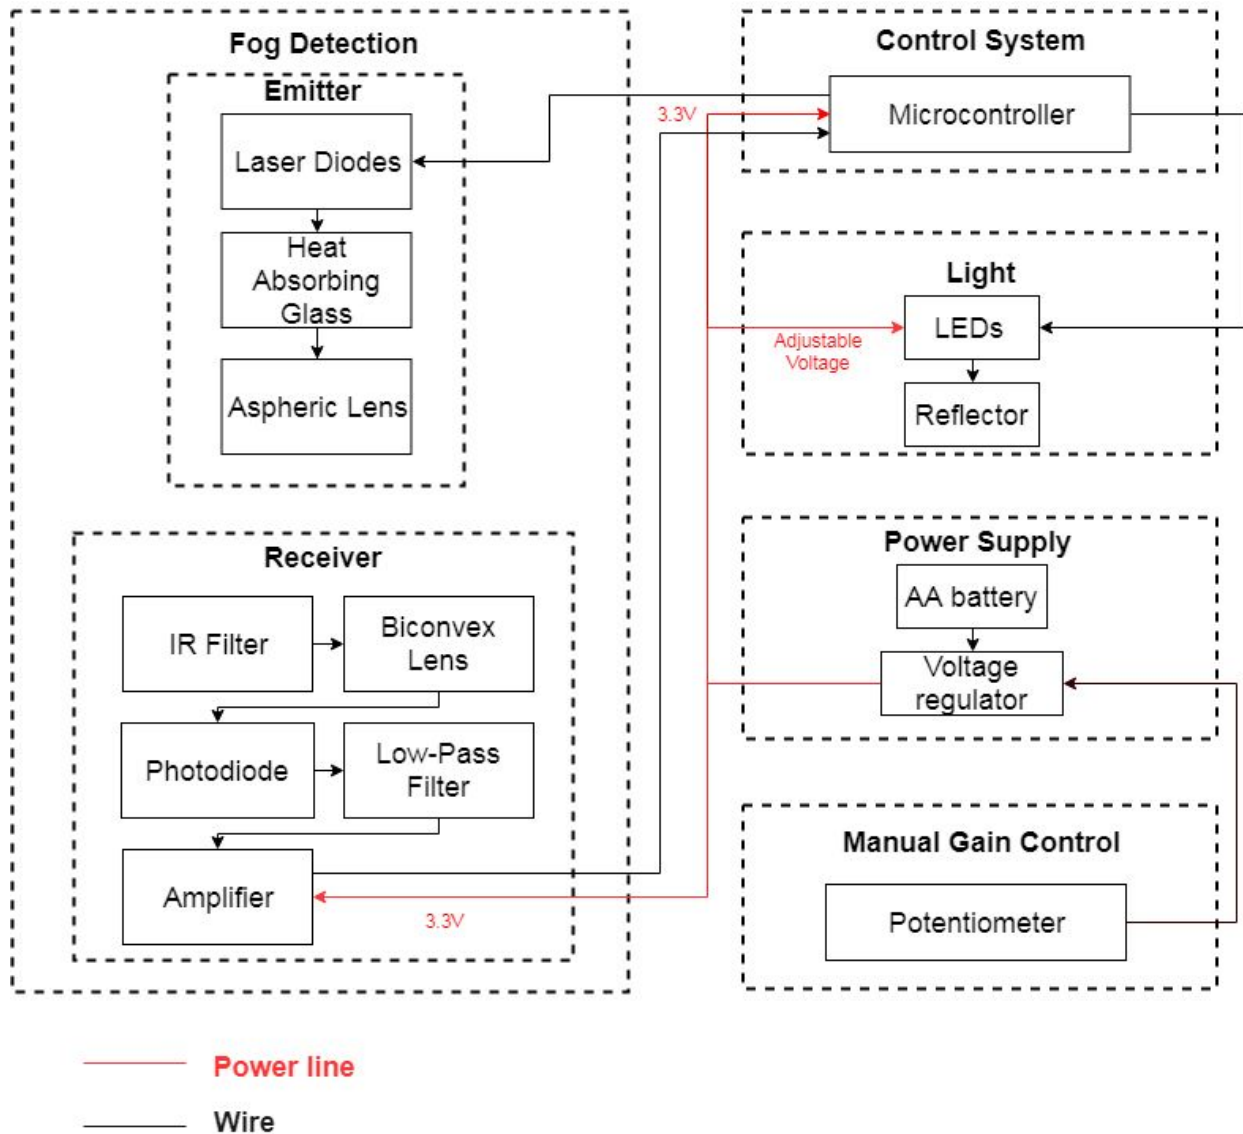 Fog Detection
Emitter
Laser Diodes
Heat
Absorbing
Glass
Aspheric Lens
Receiver
IR Filter
Biconvex
Lens
Photodiode
Low-Pass
Filter
Amplifier
3.3V
3.3V
Control System
Microcontroller
Light
LEDs
Adjustable
Voltage
Reflector
Power Supply
AA battery
Voltage
regulator
Manual Gain Control
Potentiometer
Power line
Wire